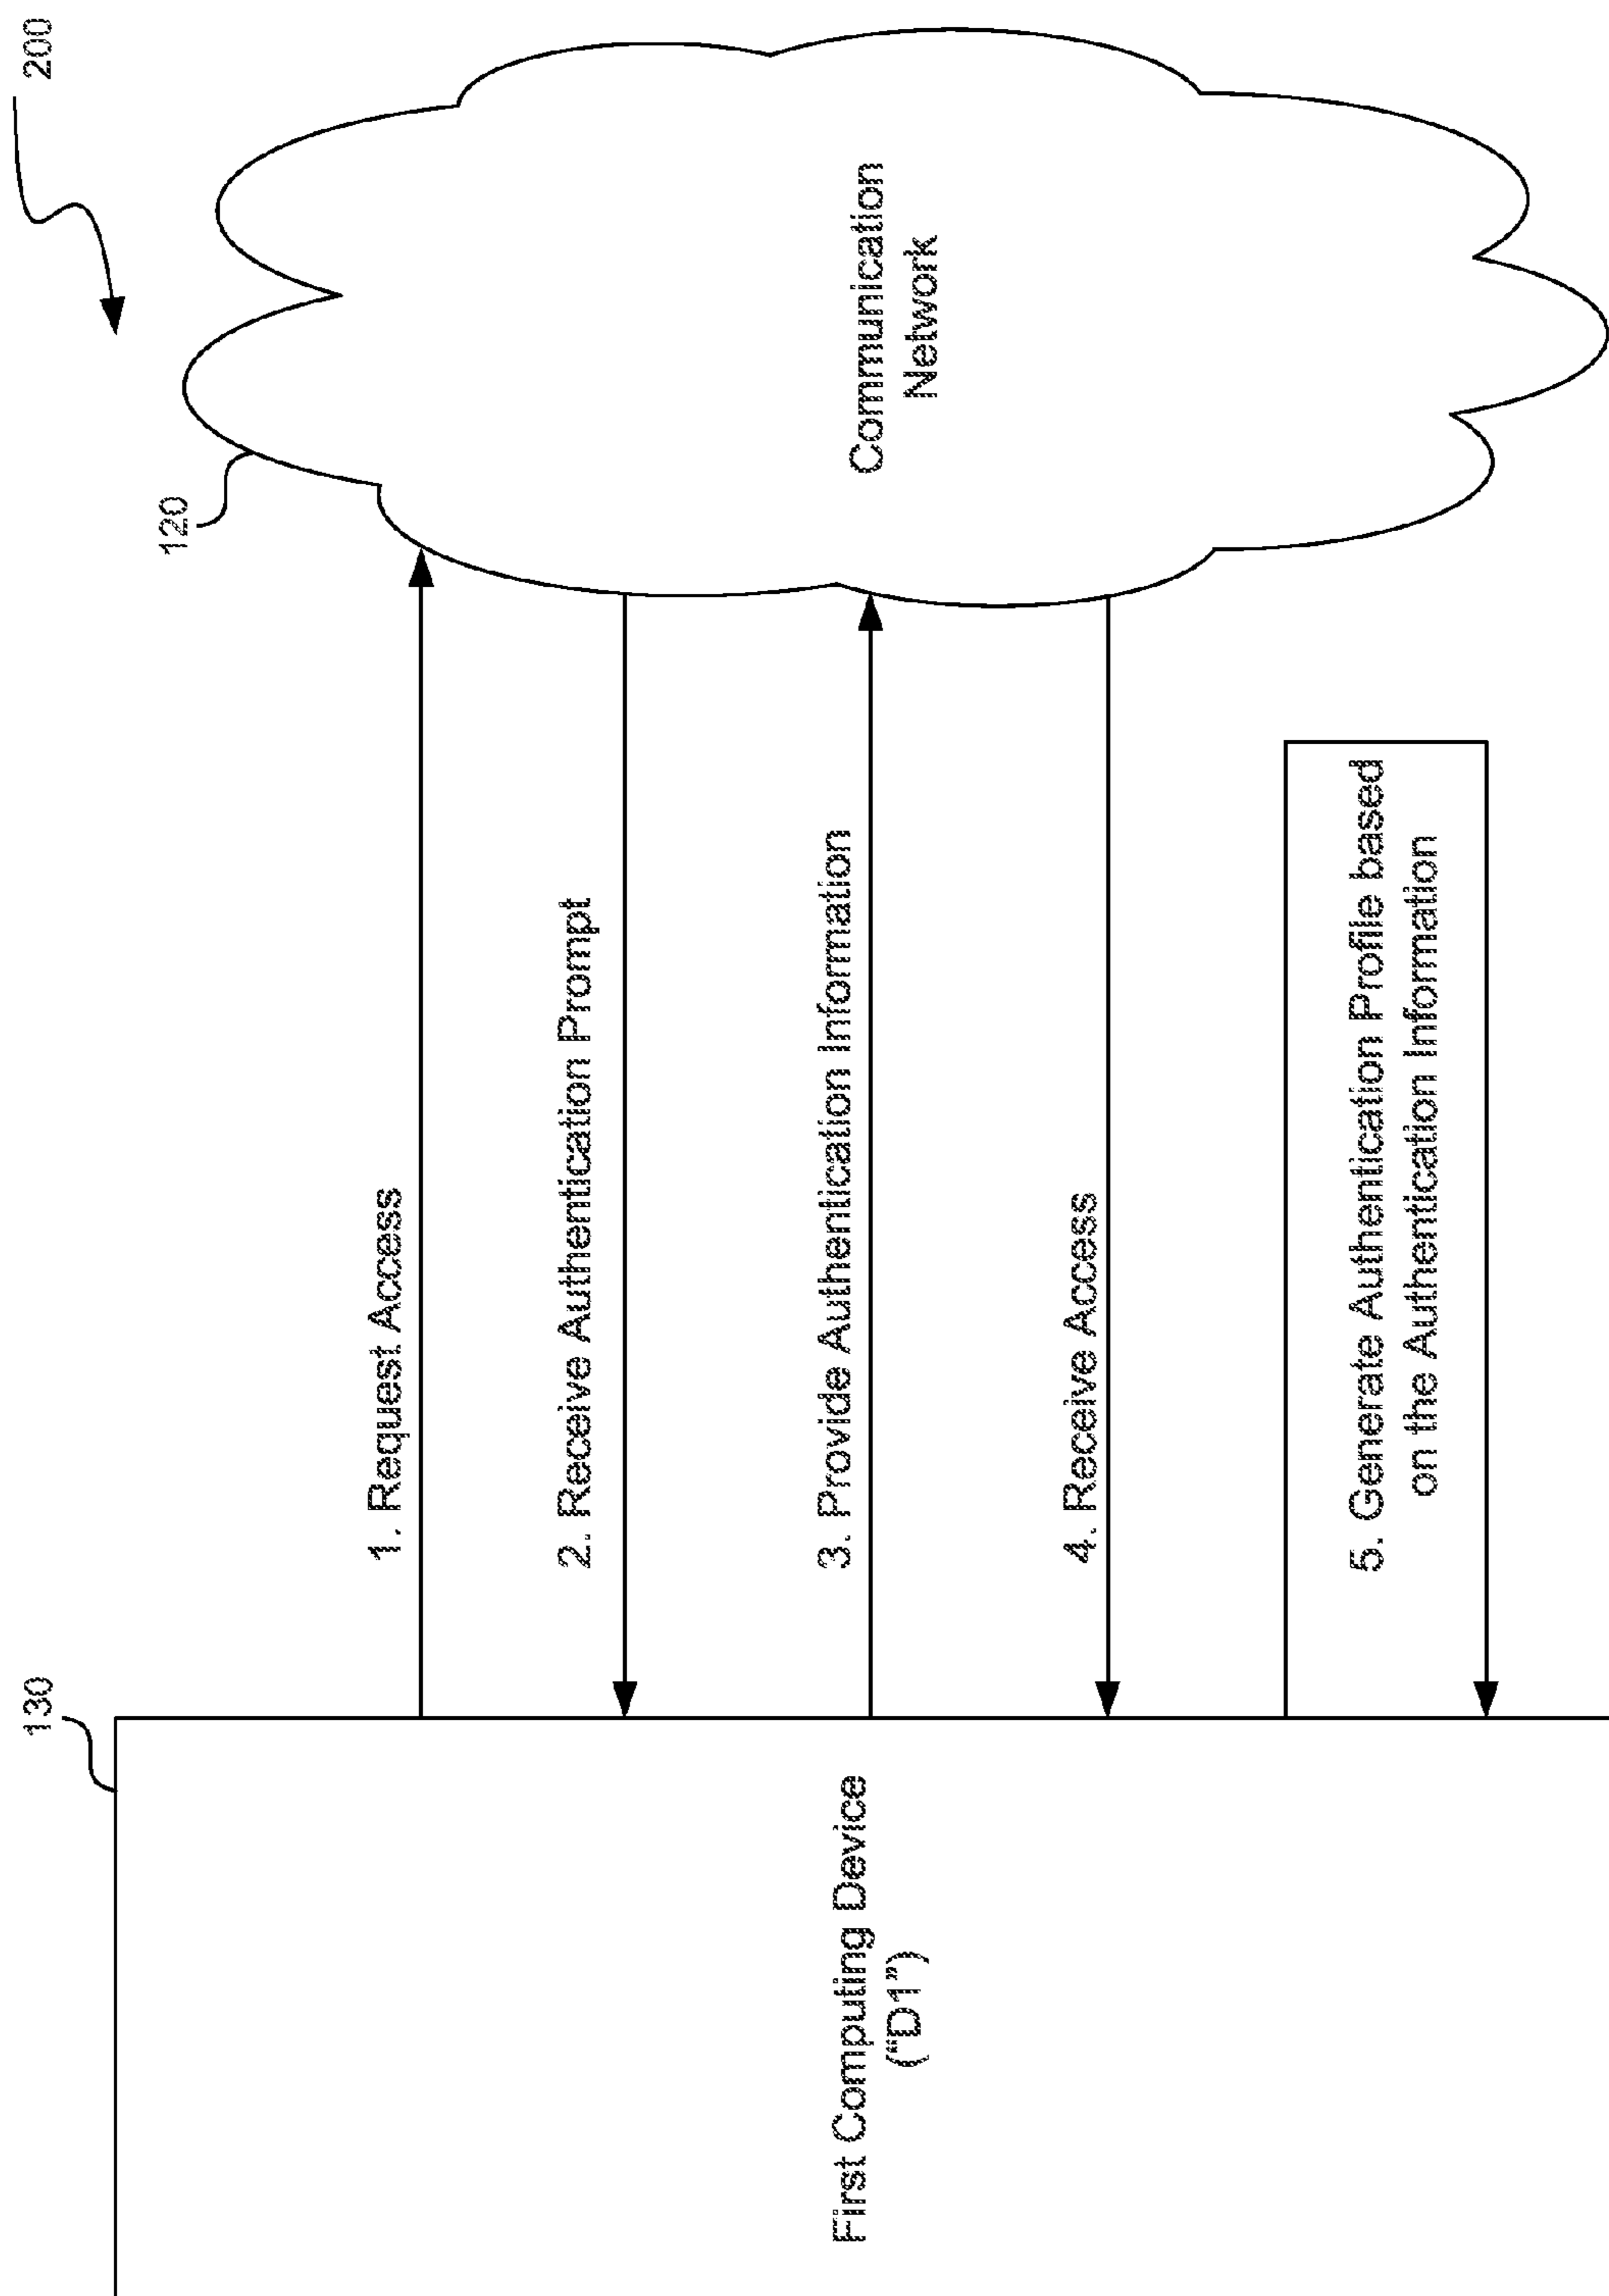 200
130
120
1. Request Access
2. Receive Authentication Prompt
3. Provide Authentication Information
4. Receive Access
5. Generate Authentication Profile based
on the Authentication Information
First Computing Device
("D1")
Communication
Network